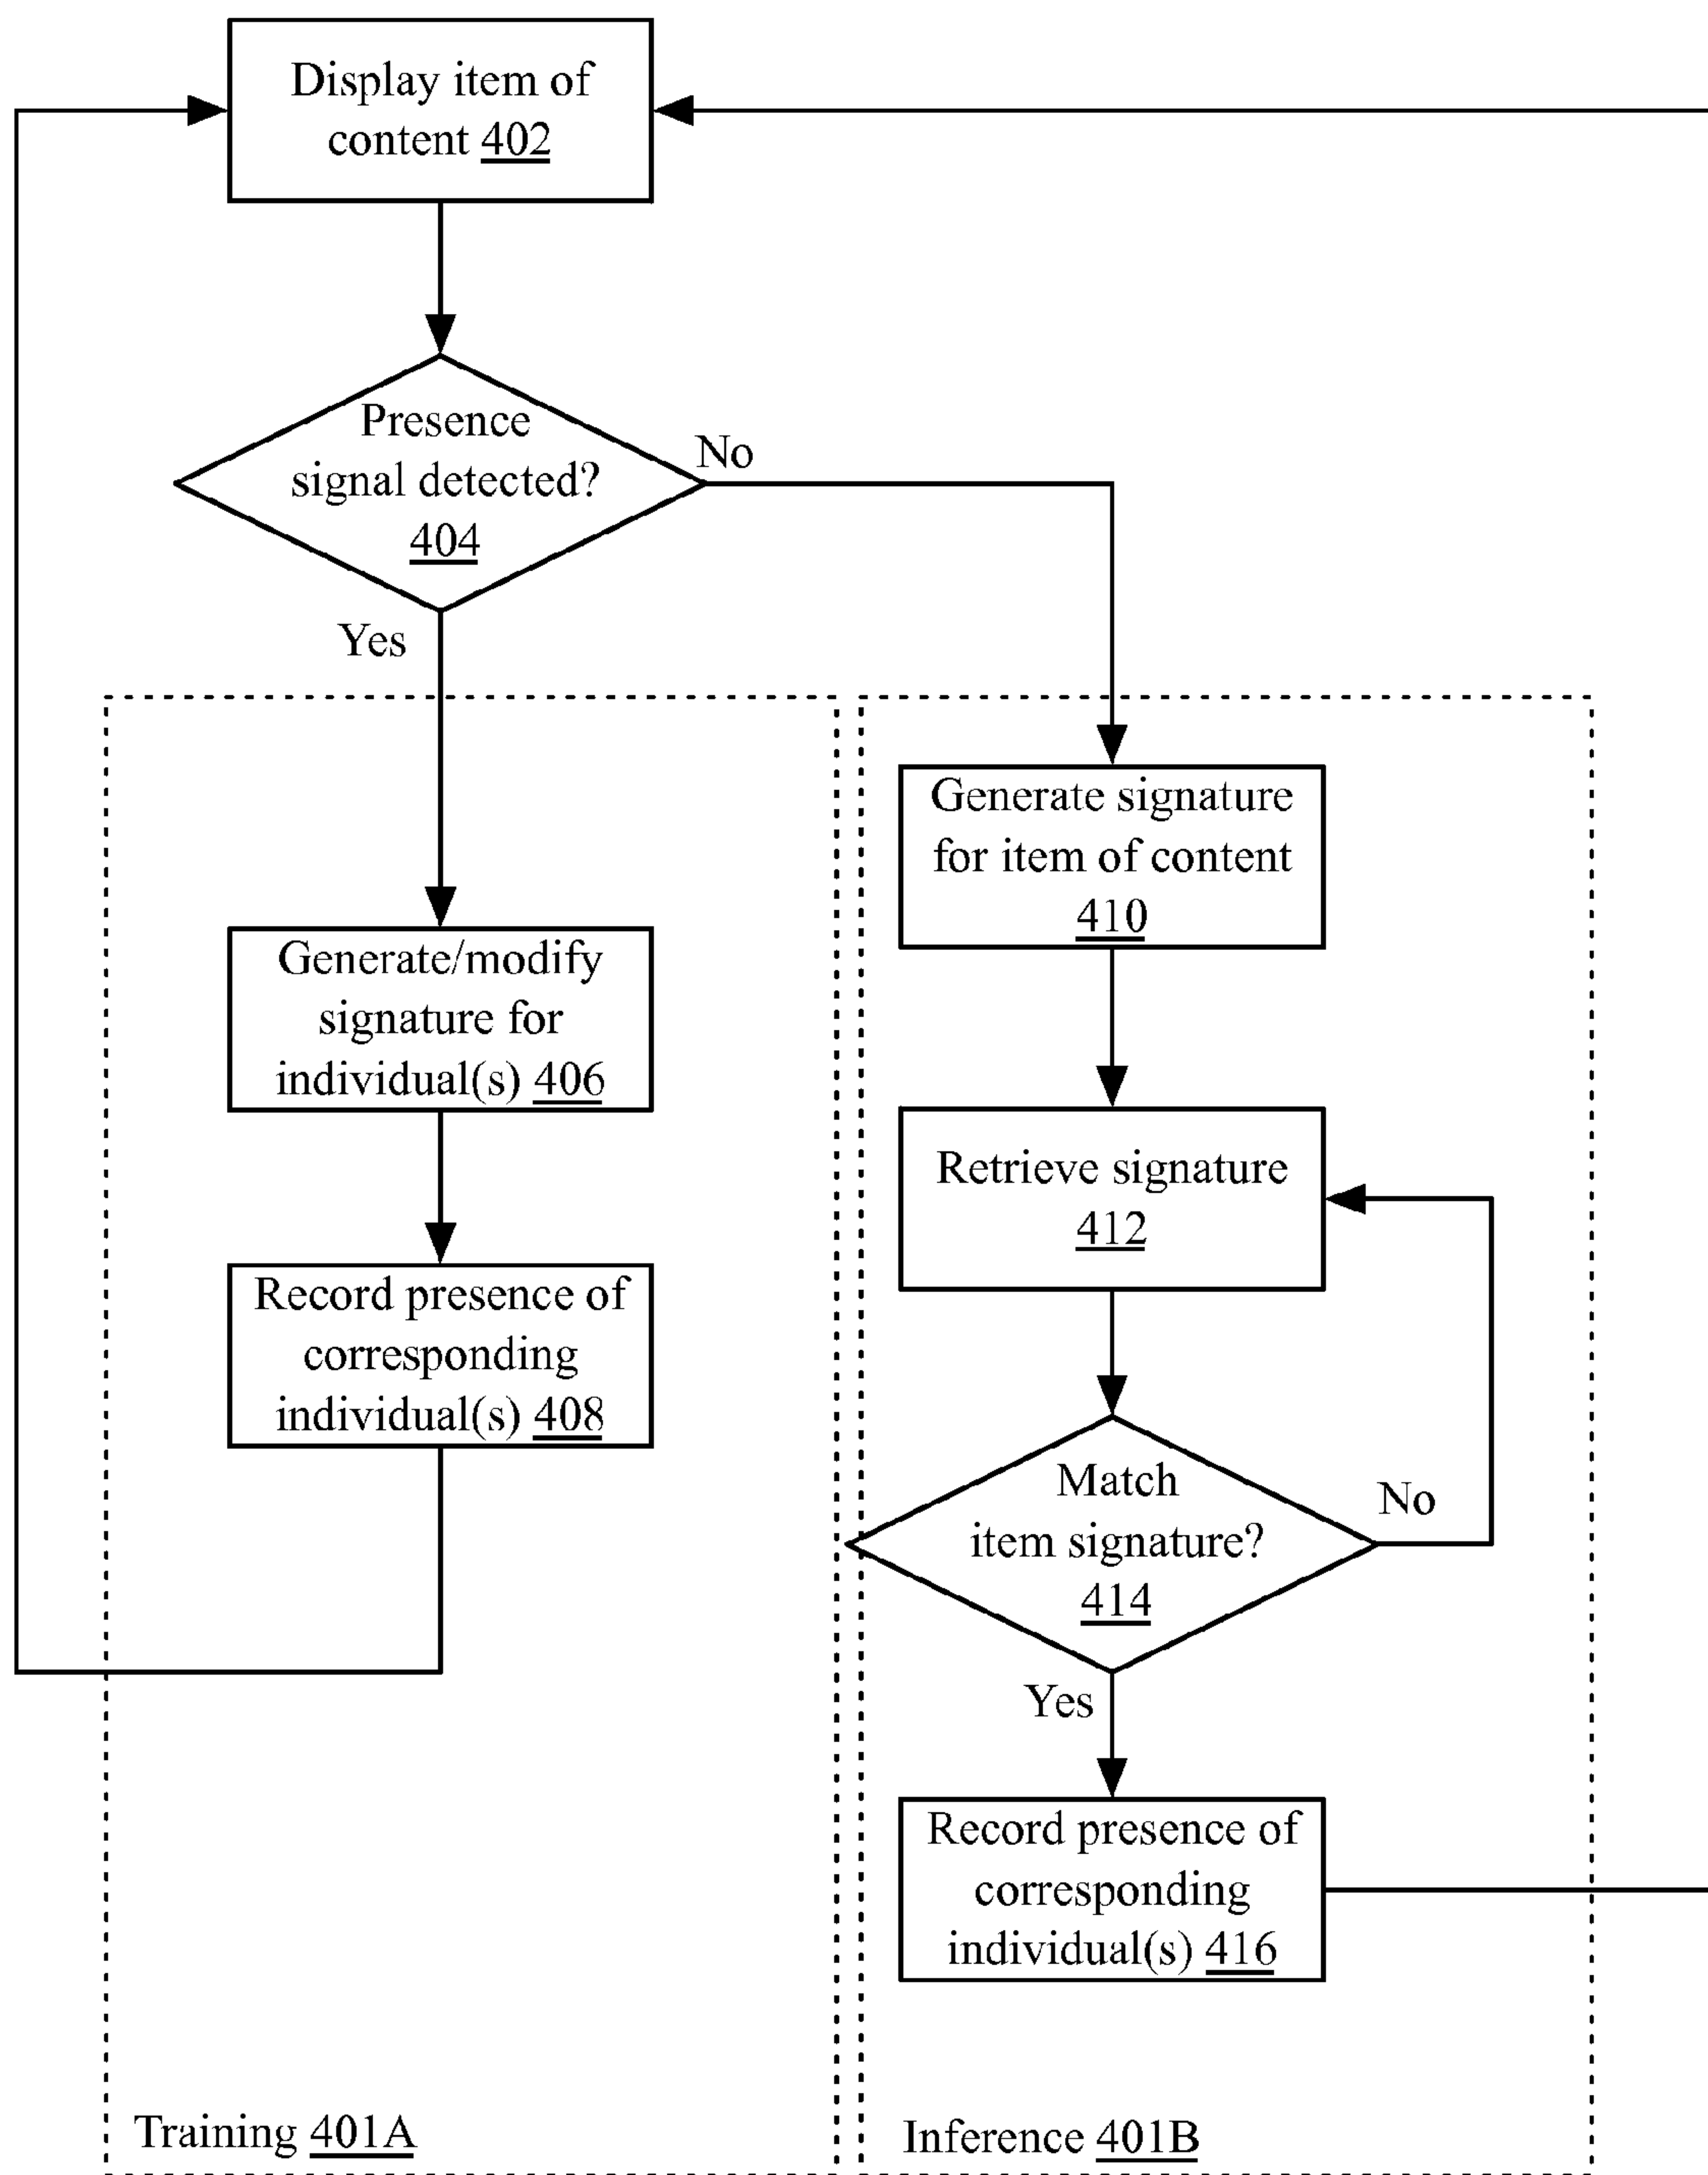 Display item of
content 402
Presence
signal detected?
404
No
Yes
Generate signature
for item of content
410
Generate/modify
signature for
individual(s) 406
Retrieve signature
412
Record presence of
corresponding
individual(s) 408
Match
item signature?
414
No
Yes
Record presence of
corresponding
individual(s) 416
Training 401A
Inference 401B